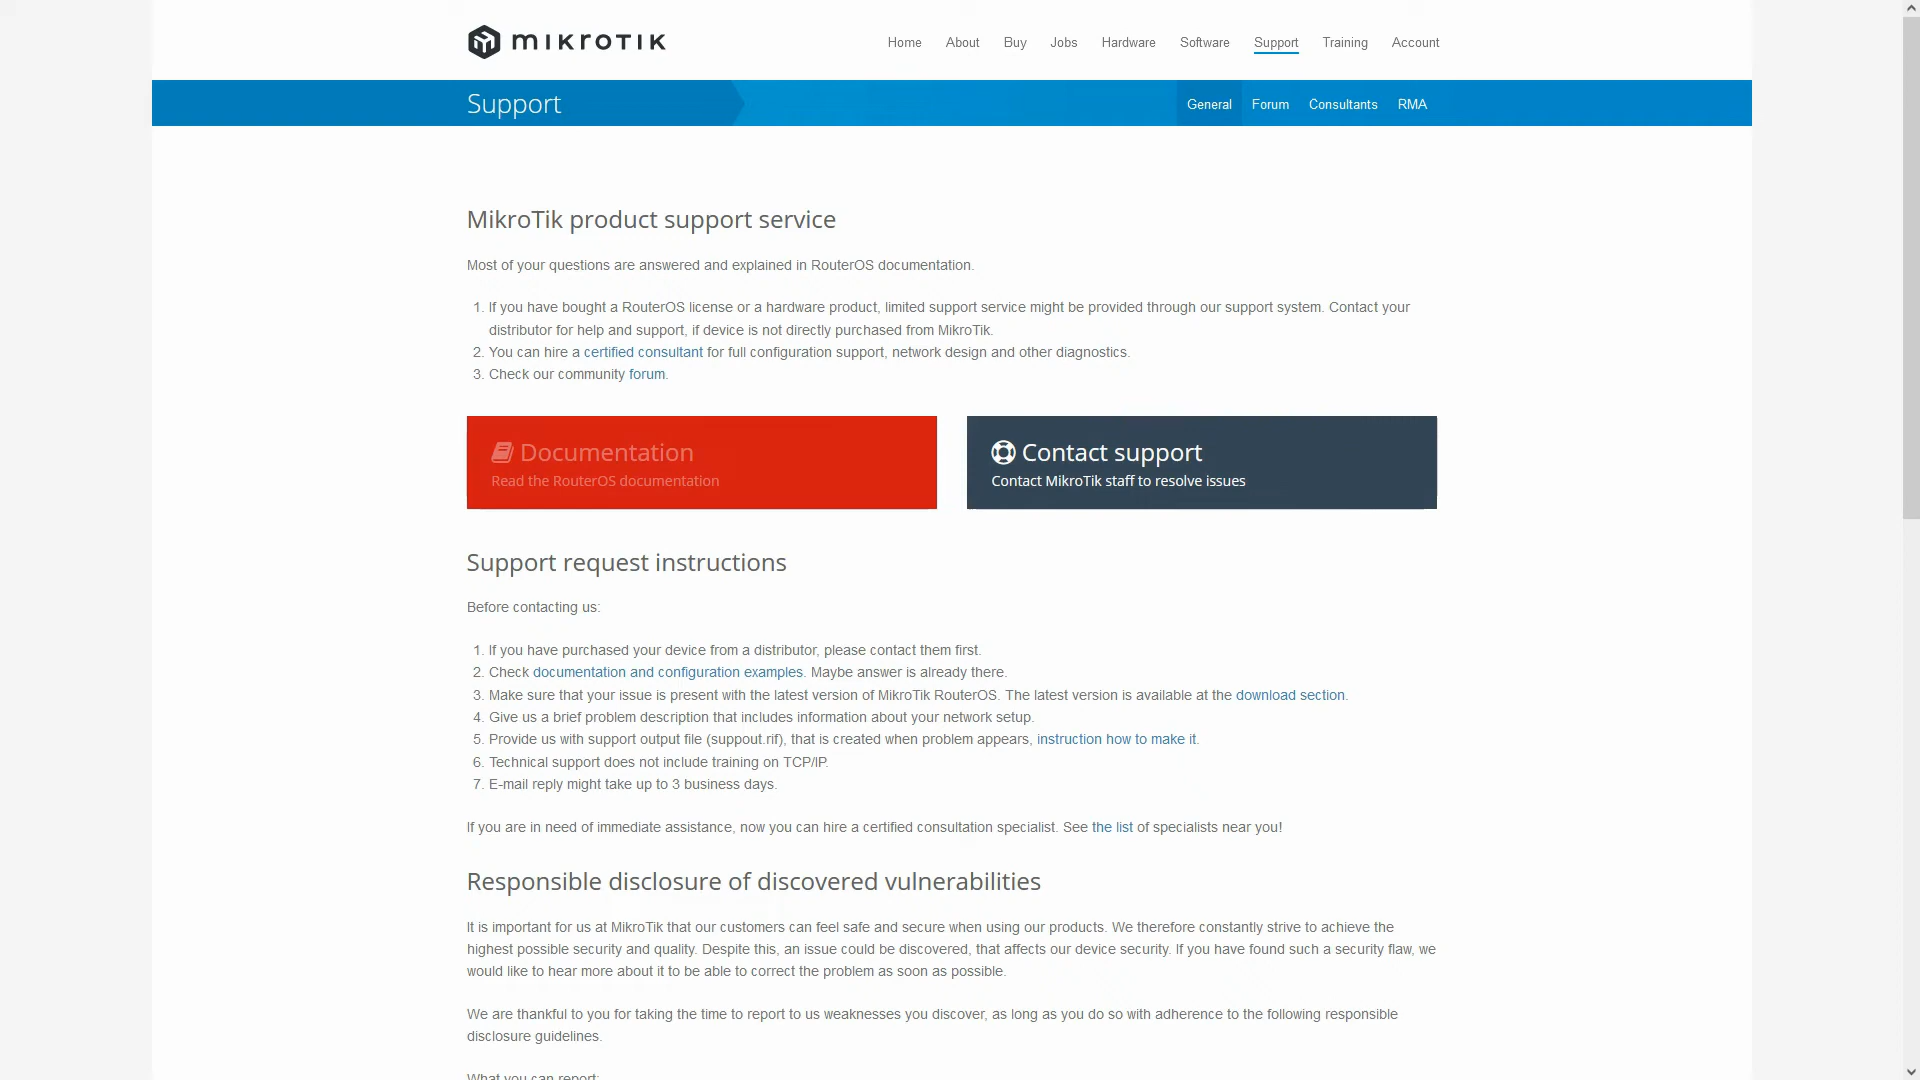 MIKROTIK
Home About Buy Jobs Hardware Software Support Training Account
Support
General Forum Consultants RMA
MikroTik product support service
Most of your questions are answered and explained in RouterOS documentation.
1. If you have bought a RouterOS license or a hardware product, limited support service might be provided through our support system. Contact your
distributor for help and support, if device is not directly purchased from MikroTik.
2. You can hire a certified consultant for full configuration support, network design and other diagnostics.
3. Check our community forum.
Documentation
Read the RouterOS documentation
Contact support
Contact MikroTik staff to resolve issues
Support request instructions
Before contacting us:
1. If you have purchased your device from a distributor, please contact them first.
2. Check documentation and configuration examples. Maybe answer is already there.
3. Make sure that your issue is present with the latest version of MikroTik RouterOS. The latest version is available at the download section.
4. Give us a brief problem description that includes information about your network setup.
5. Provide us with support output file (suppout.rif), that is created when problem appears, instruction how to make it.
6. Technical support does not include training on TCP/IP.
7. E-mail reply might take up to 3 business days.
If you are in need of immediate assistance, now you can hire a certified consultation specialist. See the list of specialists near you!
Responsible disclosure of discovered vulnerabilities
It is important for us at MikroTik that our customers can feel safe and secure when using our products. We therefore constantly strive to achieve the
highest possible security and quality. Despite this, an issue could be discovered, that affects our device security. If you have found such a security flaw, we
would like to hear more about it to be able to correct the problem as soon as possible.
We are thankful to you for taking the time to report to us weaknesses you discover, as long as you do so with adherence to the following responsible
disclosure guidelines.
What you can report: